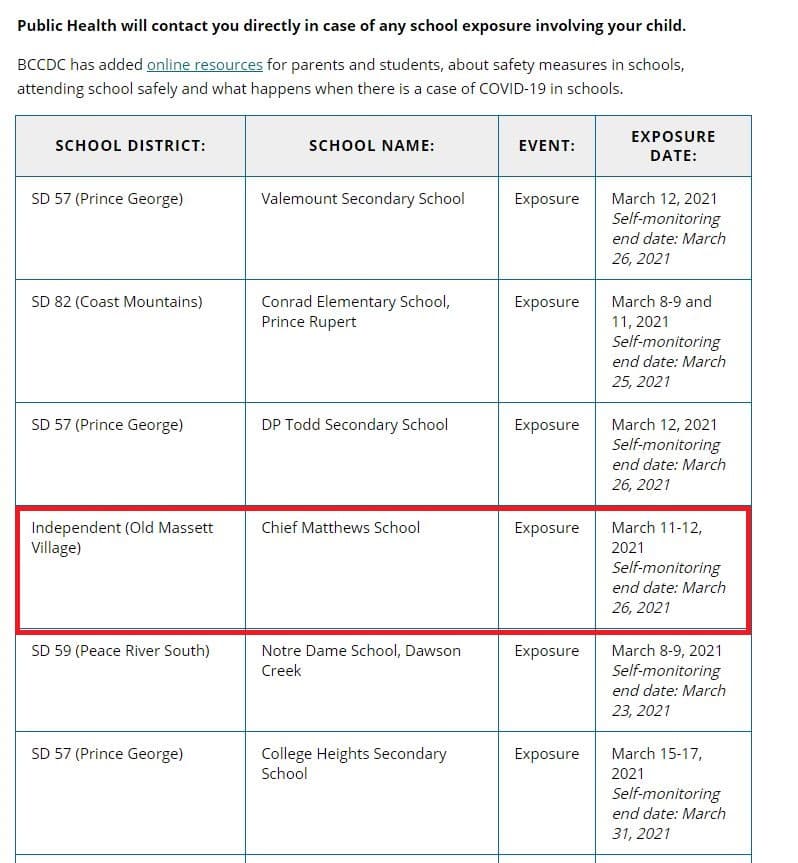 Public Health will contact you directly in case of any school exposure involving your child.
BCCDC has added online resources for parents and students, about safety measures in schools,
attending school safely and what happens when there is a case of COVID-19 in schools.
SCHOOL DISTRICT:
SCHOOL NAME:
EVENT:
EXPOSURE
DATE:
SD 57 (Prince George)
Valemount Secondary School
Exposure
March 12, 2021
Self-monitoring
end date: March
26, 2021
SD 82 (Coast Mountains)
Conrad Elementary School,
Prince Rupert
Exposure
March 8-9 and
11, 2021
Self-monitoring
end date: March
25, 2021
SD 57 (Prince George)
DP Todd Secondary School
Exposure
March 12, 2021
Self-monitoring
end date: March
26, 2021
Independent (Old Massett
Village)
Chief Matthews School
Exposure
March 11-12,
2021
Self-monitoring
end date: March
26, 2021
SD 59 (Peace River South)
Notre Dame School, Dawson
Creek
Exposure
March 8-9, 2021
Self-monitoring
end date: March
23, 2021
SD 57 (Prince George)
College Heights Secondary
School
Exposure
March 15-17,
2021
Self-monitoring
end date: March
31, 2021